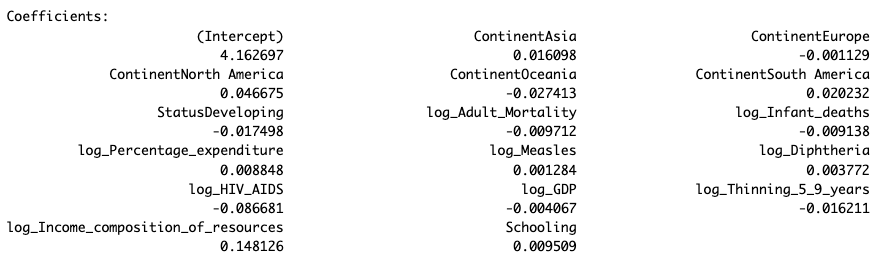 Coefficients:
(Intercept) ContinentAsia ContinentEurope
4.162697 0.016098 -0.001129
ContinentNorth America ContinentOceania ContinentSouth America
0.046675 -0.027413 0.020232
StatusDeveloping log_Adult_Mortality log_Infant_deaths
-0.017498 -0.009712 -0.009138
log_Percentage_expenditure log_Measles log_Diphtheria
0.008848 0.001284 0.003772
log_HIV_AIDS log_GDP log_Thinning_5_9_years
-0.086681 -0.004067 -0.016211
log_Income_composition_of_resources Schooling
0.148126 0.009509